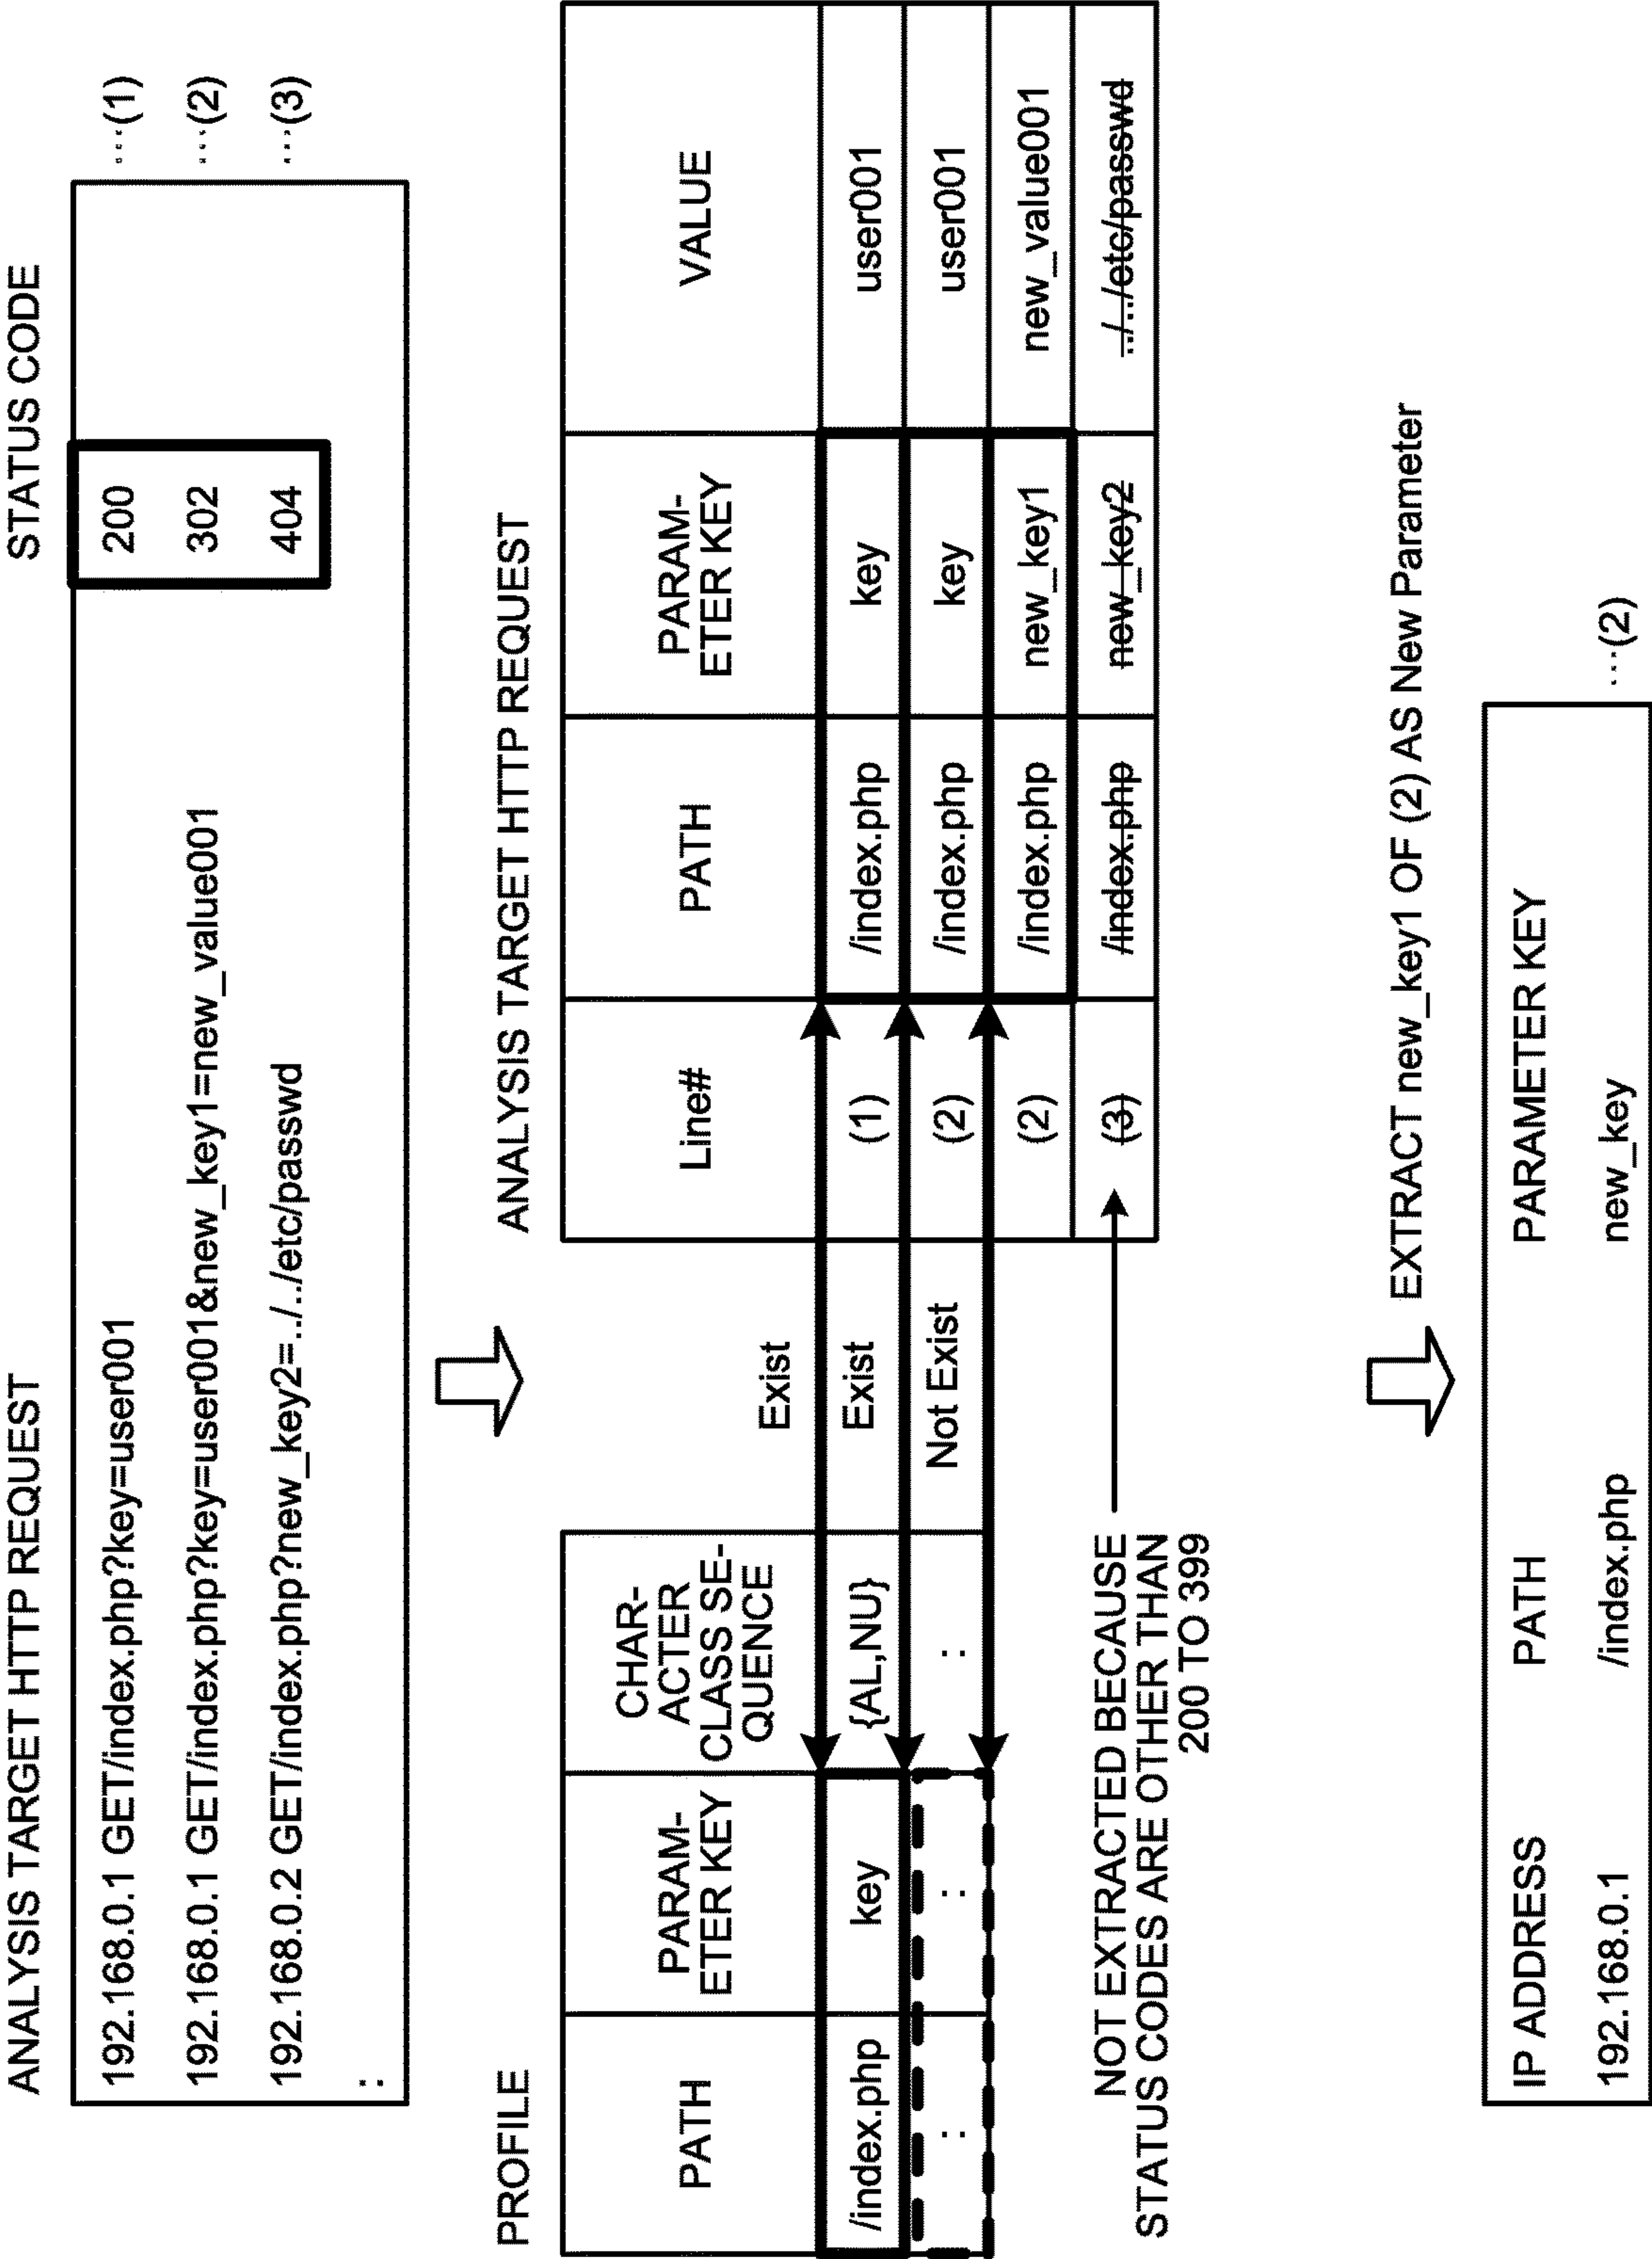 ANALYSIS TARGET HTTP REQUEST
STATUS CODE
192.168.0.1 GET/index.php?key=user001 200 ···(1)
192.168.0.1 GET/index.php?key=user001&new_key1=new_value001 302 ···(2)
192.168.0.2 GET/index.php?new_key2=../../etc/passwd 404 ···(3)
:
PROFILE
PATH
PARAM-
ETER KEY
CHAR-
ACTER
CLASS SE-
QUENCE
/index.php key {AL,NU}
: : :
Exist
Exist
Not Exist
ANALYSIS TARGET HTTP REQUEST
Line#
PATH
PARAM-
ETER KEY
VALUE
(1) /index.php key user001
(2) /index.php key user001
(2) /index.php new_key1 new_value001
(3) /index.php new_key2 ../../etc/passwd
NOT EXTRACTED BECAUSE
STATUS CODES ARE OTHER THAN
200 TO 399
EXTRACT new_key1 OF (2) AS New Parameter
IP ADDRESS PATH PARAMETER KEY
192.168.0.1 /index.php new_key ···(2)